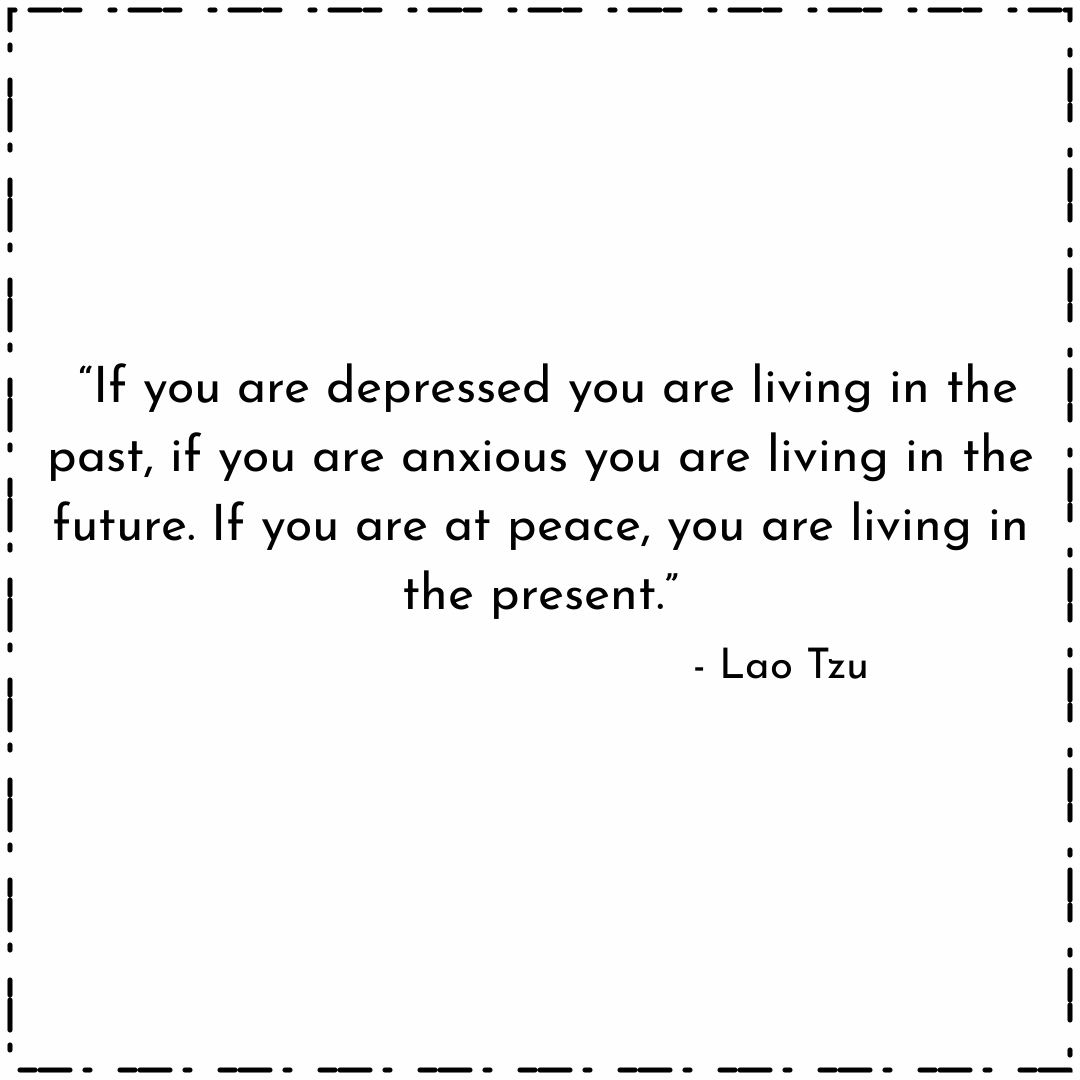 “If you are depressed you are living in the
past, if you are anxious you are living in the
future. If you are at peace, you are living in
the present.”
- Lao Tzu